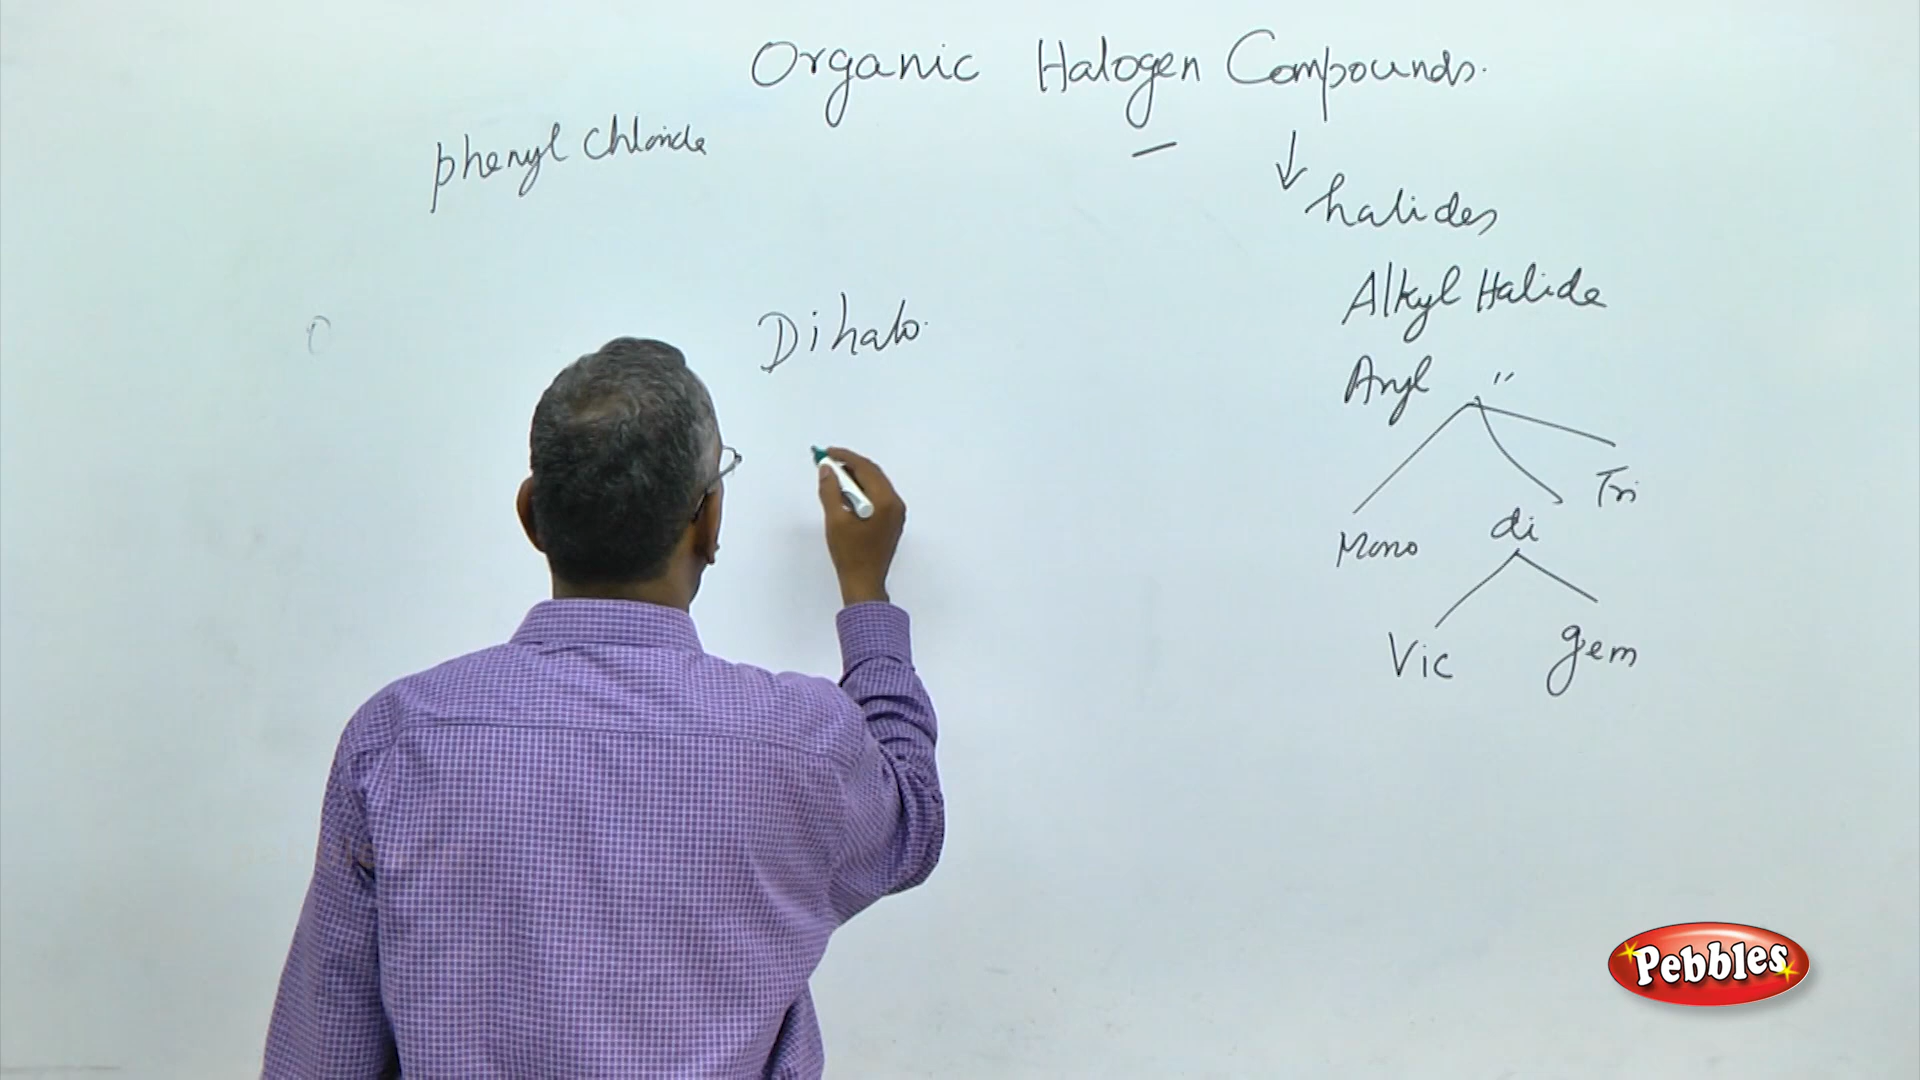 Organic Halogen Compounds.
phenyl chloride
halides
Alkyl Halide
Dihalo.
Aryl "
Tri
Mono di
Vic gem
Pebbles